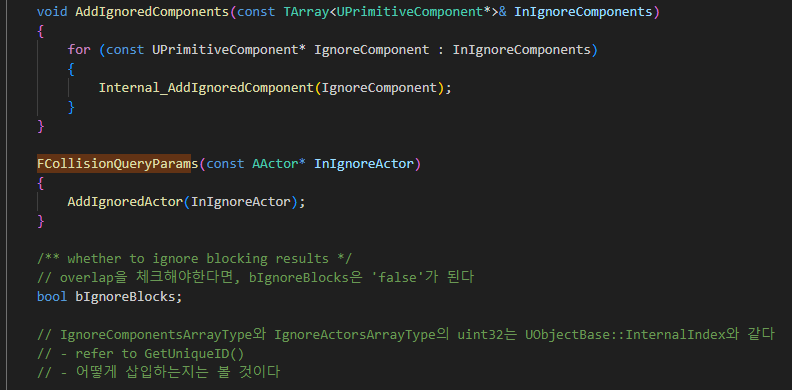 void AddIgnoredComponents(const TArray<UPrimitiveComponent*>& InIgnoreComponents)
{
for (const UPrimitiveComponent* IgnoreComponent : InIgnoreComponents)
{
Internal_AddIgnoredComponent(IgnoreComponent);
}
}
FCollisionQueryParams(const AActor* InIgnoreActor)
{
AddIgnoredActor(InIgnoreActor);
}
/** whether to ignore blocking results */
// overlap을 체크해야한다면, bIgnoreBlocks은 'false'가 된다
bool bIgnoreBlocks;
// IgnoreComponentsArrayType와 IgnoreActorsArrayType의 uint32는 UObjectBase::InternalIndex와 같다
// - refer to GetUniqueID()
// - 어떻게 삽입하는지는 볼 것이다